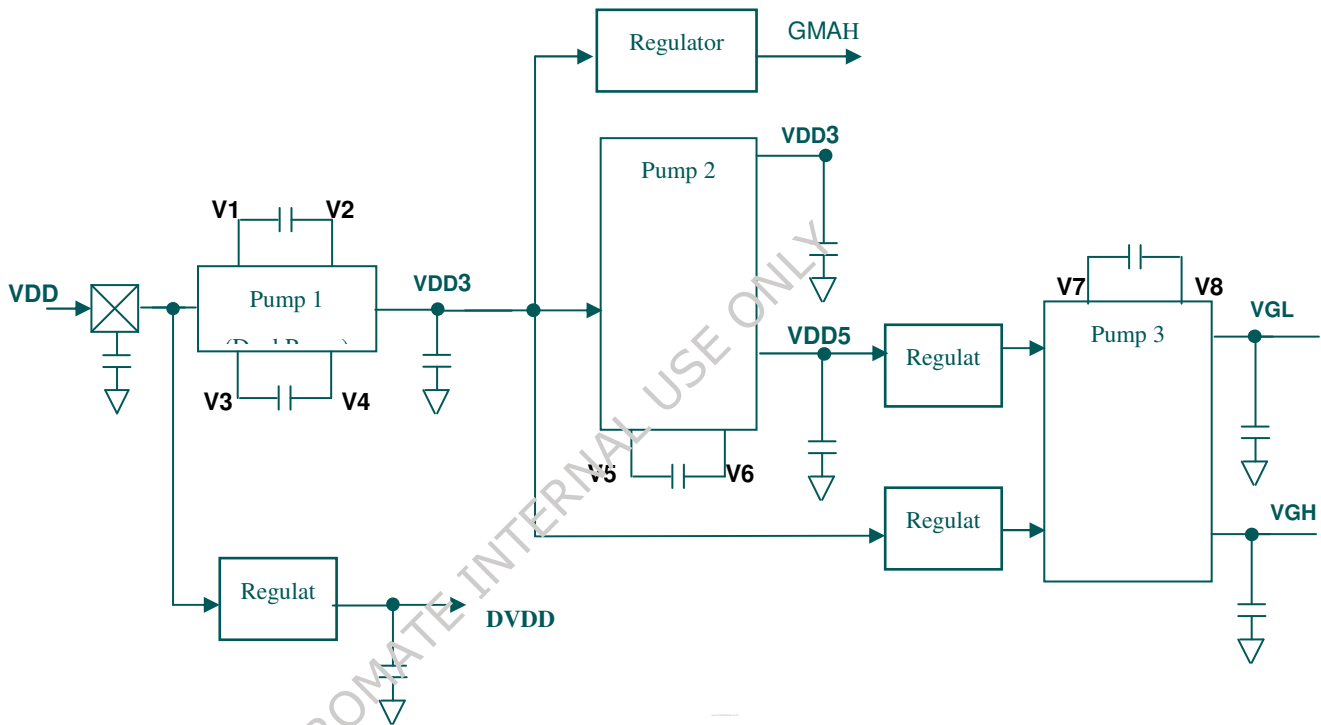 Regulator
GMAH
VDD3
Pump 2
V1
V2
VDD
Pump 1
VDD3
V7
V8
VGL
VDD5
Regulat
Pump 3
V3
V4
V5
V6
Regulat
VGH
Regulat
DVDD
ROMATE INTERNAL USE ONLY